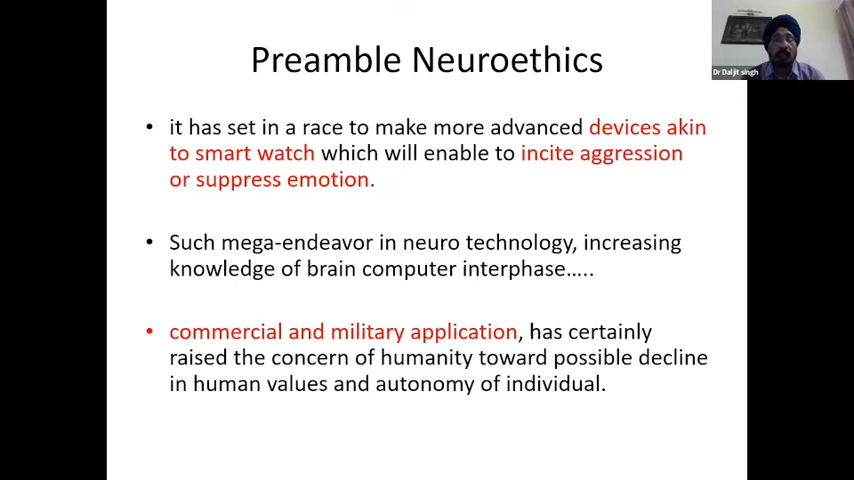 Preamble Neuroethics
Dr Daljit singh
• it has set in a race to make more advanced devices akin
to smart watch which will enable to incite aggression
or suppress emotion.
• Such mega-endeavor in neuro technology, increasing
knowledge of brain computer interphase…..
• commercial and military application, has certainly
raised the concern of humanity toward possible decline
in human values and autonomy of individual.